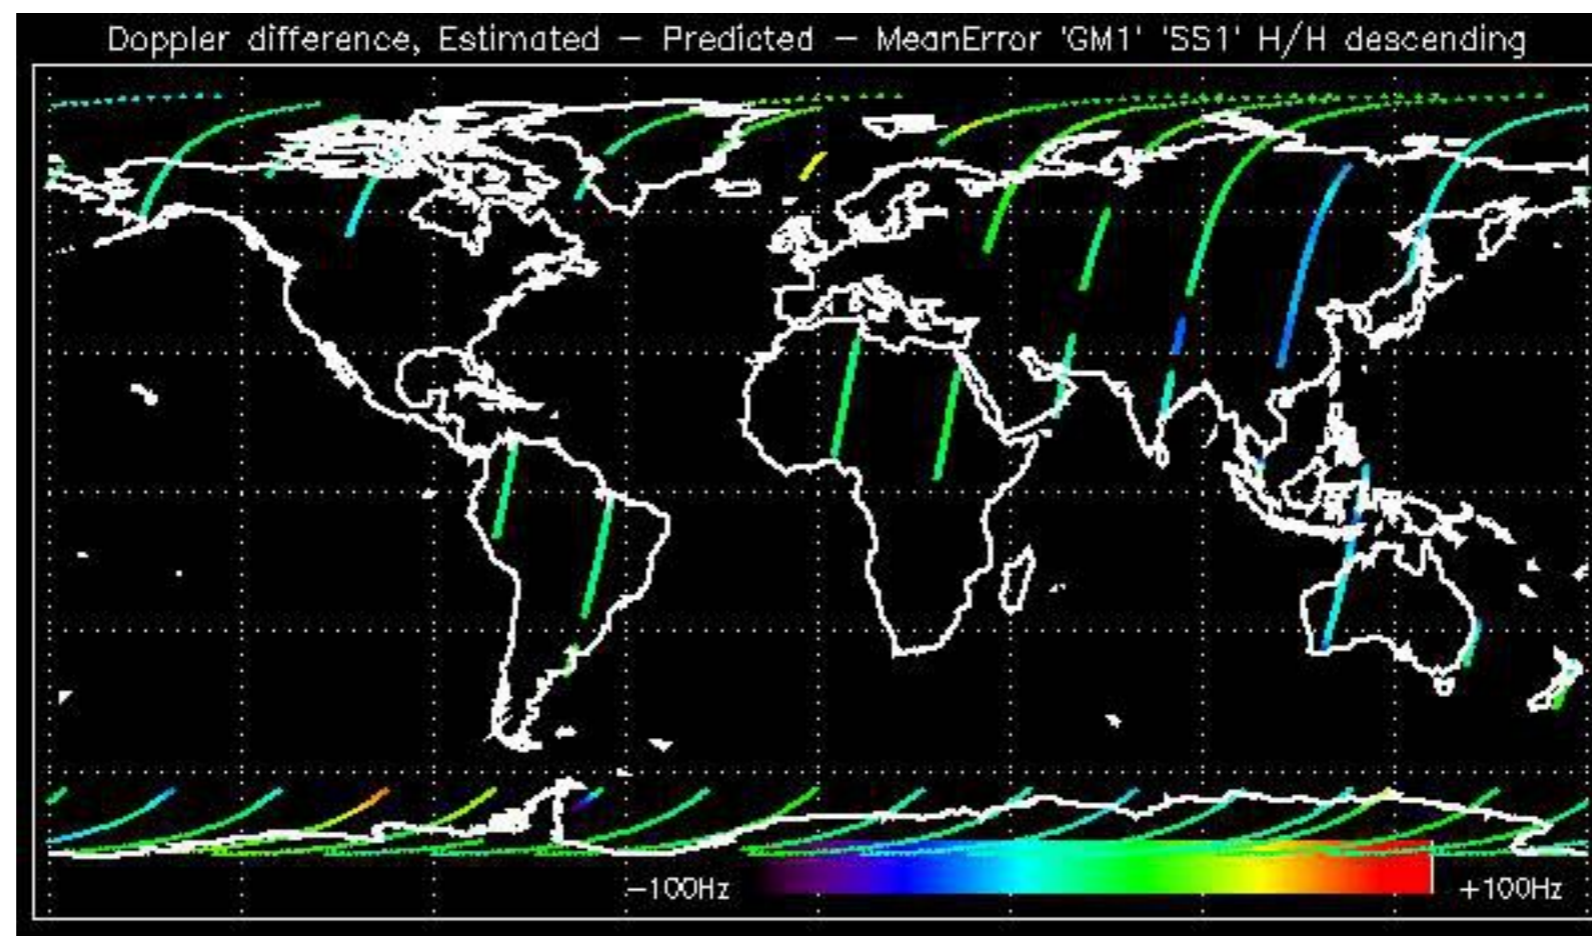 Doppler difference, Estimated − Predicted − MeanError 'GM1' 'SS1' H/H descending
−100Hz
+100Hz